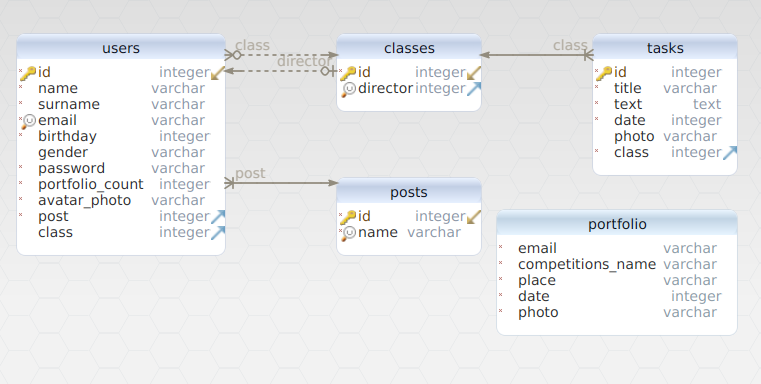 users
id integer
name varchar
surname varchar
email varchar
birthday integer
gender varchar
password varchar
portfolio_count integer
avatar_photo varchar
post integer
class integer
class
director
post
classes
id integer
director integer
posts
id integer
name varchar
class
tasks
id integer
title varchar
text text
date integer
photo varchar
class integer
portfolio
email varchar
competitions_name varchar
place varchar
date integer
photo varchar